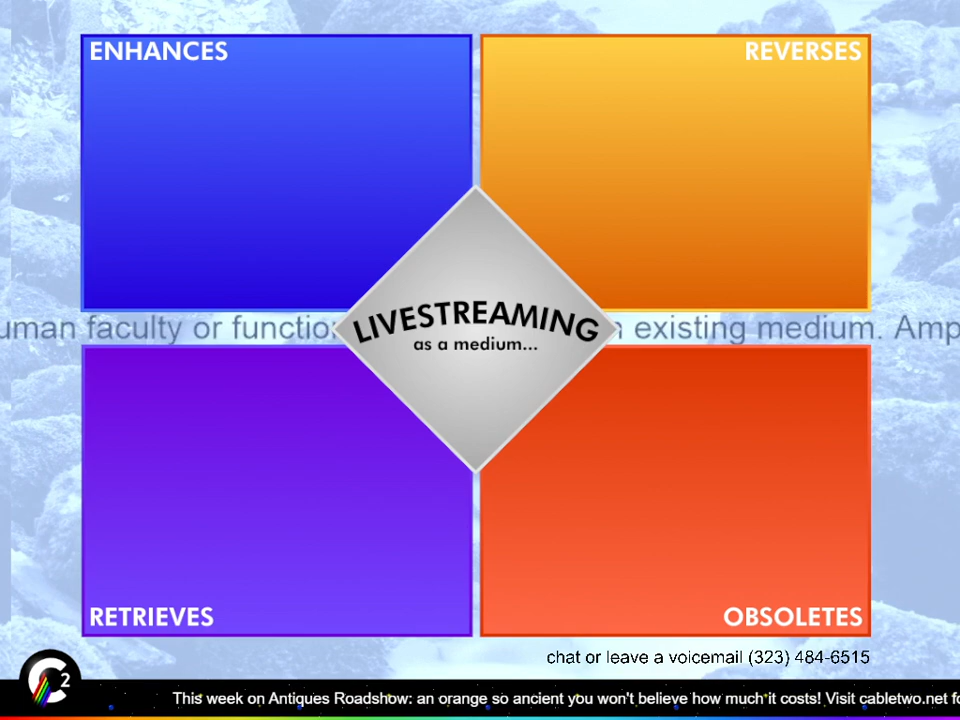 ENHANCES
REVERSES
uman faculty or functio
LIVESTREAMING
existing medium. Amp
as a medium...
RETRIEVES
OBSOLETES
chat or leave a voicemail (323) 484-6515
C2
This week on Antiques Roadshow: an orange so ancient you won't believe how much it costs! Visit cabletwo.net fo